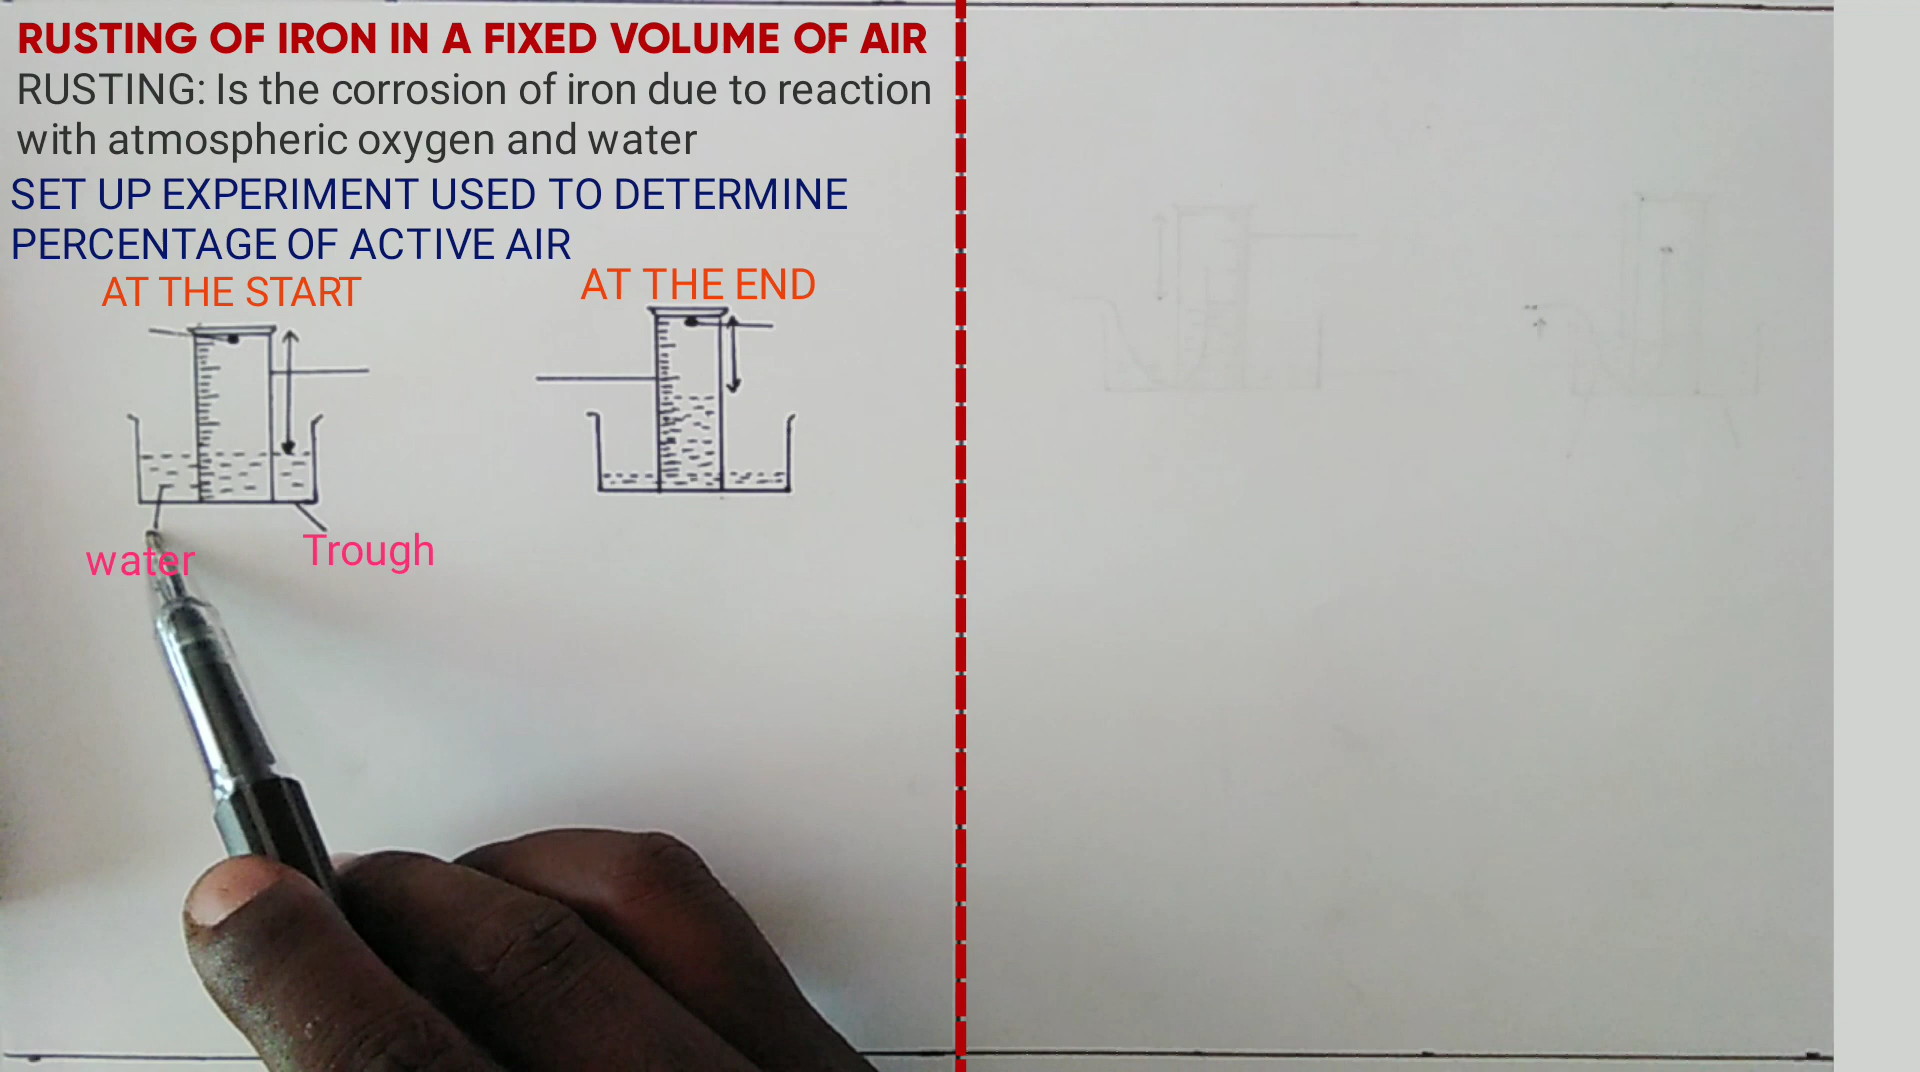 RUSTING OF IRON IN A FIXED VOLUME OF AIR
RUSTING: Is the corrosion of iron due to reaction
with atmospheric oxygen and water
SET UP EXPERIMENT USED TO DETERMINE
PERCENTAGE OF ACTIVE AIR
AT THE START
AT THE END
water
Trough